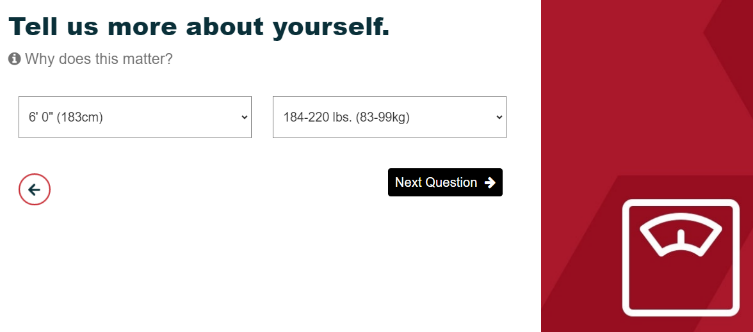 Tell us more about yourself.
Why does this matter?
6' 0" (183cm)
184-220 lbs. (83-99kg)
Next Question